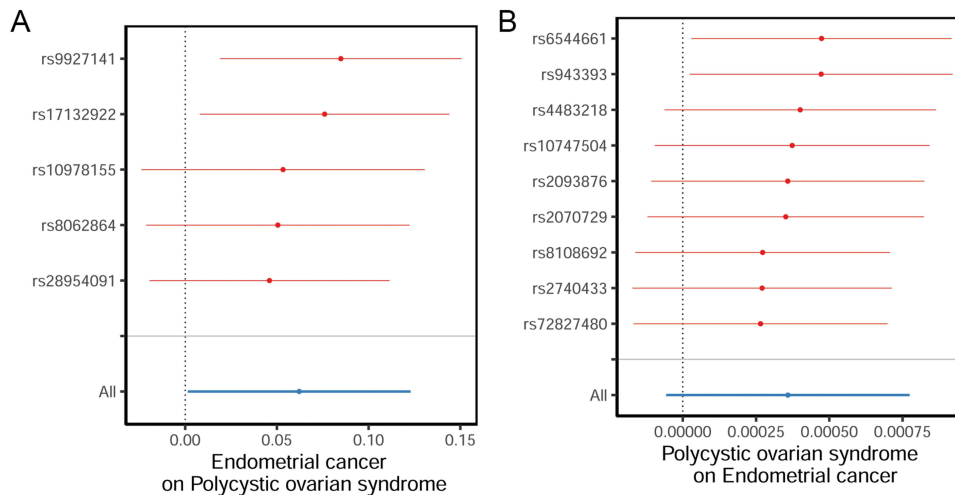 A
rs9927141
rs17132922
rs10978155
rs8062864
rs28954091
All
0.00 0.05 0.10 0.15
Endometrial cancer
on Polycystic ovarian syndrome
B
rs6544661
rs943393
rs4483218
rs10747504
rs2093876
rs2070729
rs8108692
rs2740433
rs72827480
All
0.00000 0.00025 0.00050 0.00075
Polycystic ovarian syndrome
on Endometrial cancer